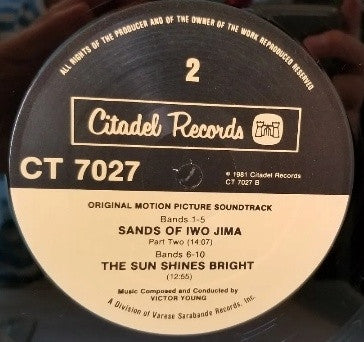 ALL RIGHTS OF THE PRODUCER AND OF THE OWNER OF THE WORK REPRODUCED RESERVED
2
Citadel Records
CT 7027
℗ 1981 Citadel Records
CT 7027 B
ORIGINAL MOTION PICTURE SOUNDTRACK
Bands 1-5
SANDS OF IWO JIMA
Part Two (14:07)
Bands 6-10
THE SUN SHINES BRIGHT
(12:55)
Music Composed and Conducted by
VICTOR YOUNG
A Division of Varese Sarabande Records, Inc.